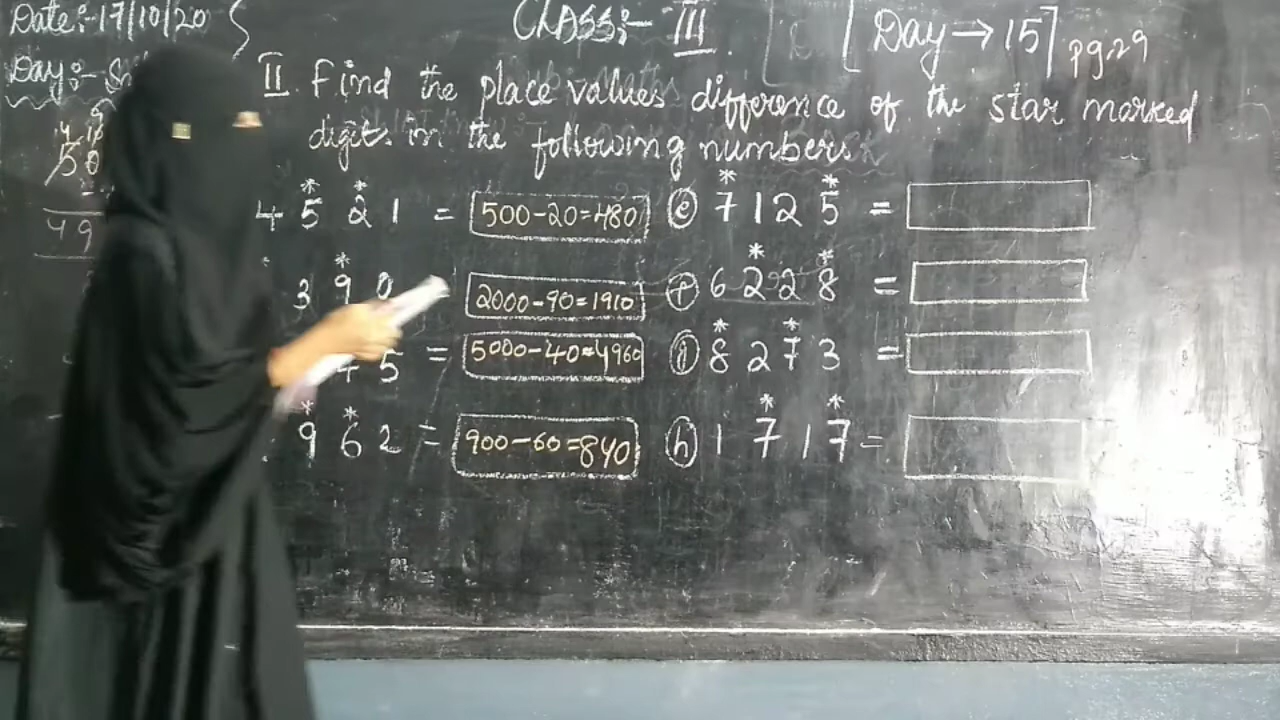 Date:-17/10/20
CLASS:- III
[Day→15] pg.29
Day:-
II. Find the place values difference of the star marked
digits in the following numbers.
49
4 5* 2* 1 = 500-20=480
3 9* 0 2000-90=1910
5 = 5000-40=4960
9* 6* 2 = 900-60=840
(e) 7* 1 2 5* =
(f) 6 2* 2 8* =
(g) 8* 2 7* 3 =
(h) 1 7* 1 7* =